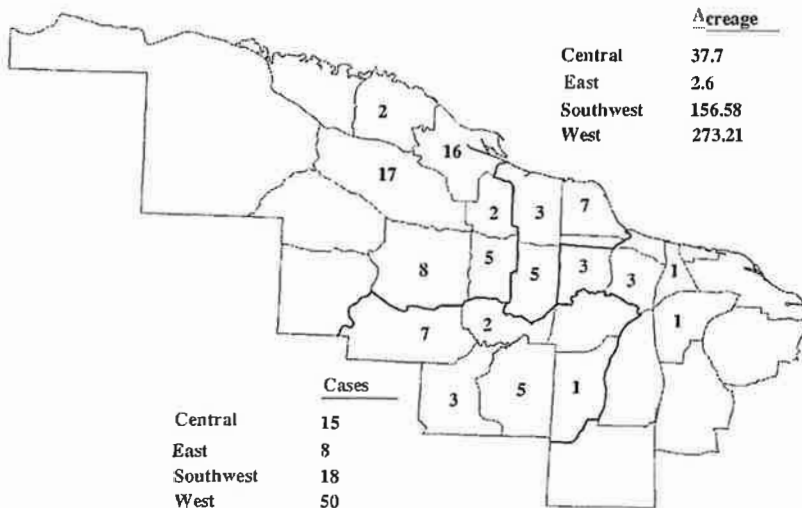 Acreage
Central 37.7
East 2.6
Southwest 156.58
West 273.21
2
16
17
2 3 7
8 5 5 3 3 1
7 2 1
3 5 1
Cases
Central 15
East 8
Southwest 18
West 50